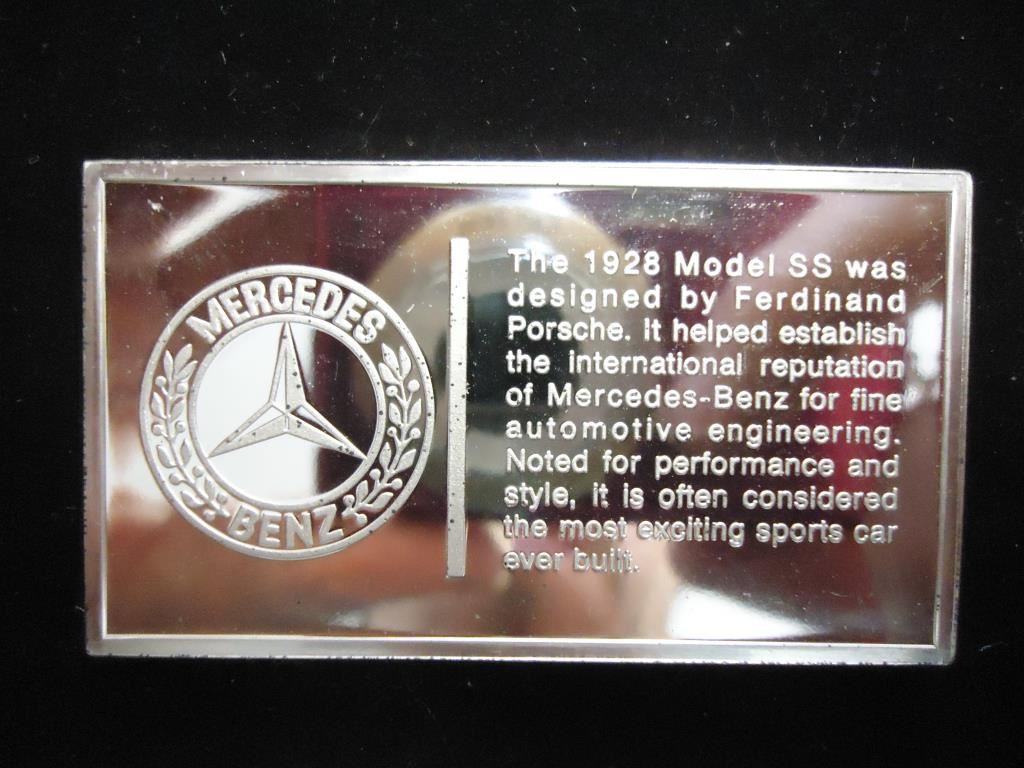 MERCEDES
BENZ
The 1928 Model SS was
designed by Ferdinand
Porsche. It helped establish
the international reputation
of Mercedes-Benz for fine
automotive engineering.
Noted for performance and
style, it is often considered
the most exciting sports car
ever built.